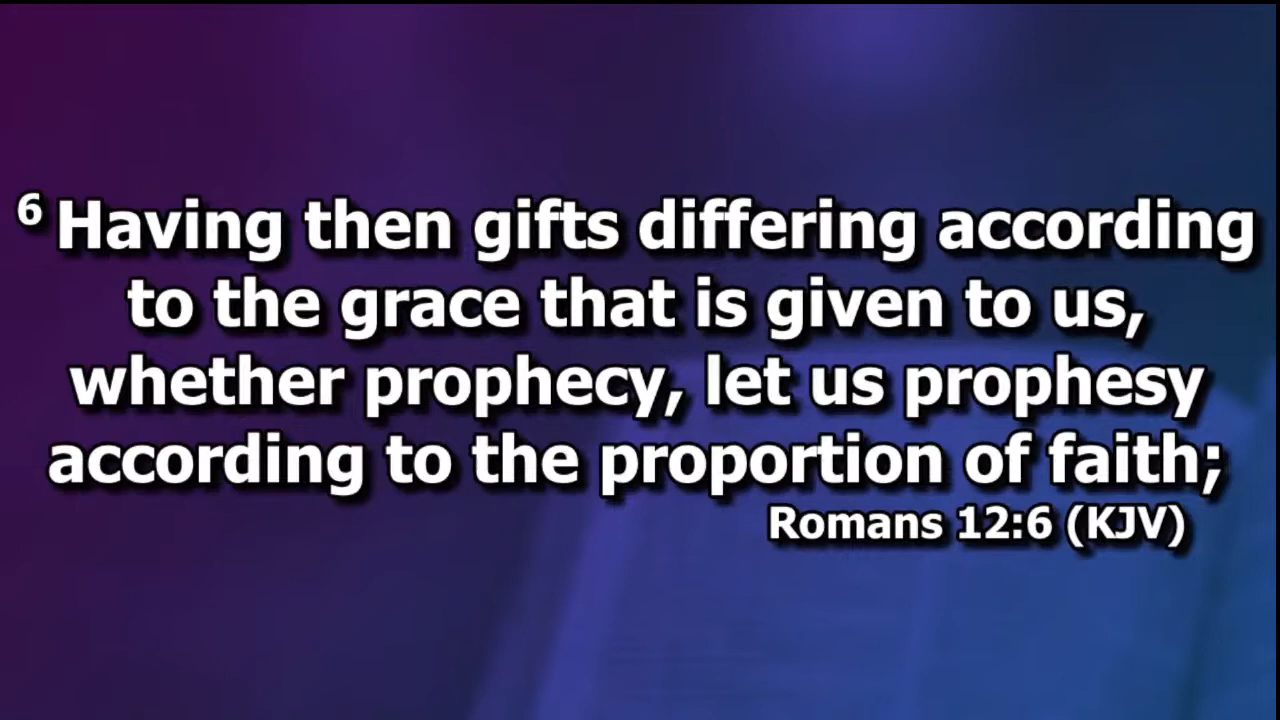 6 Having then gifts differing according
to the grace that is given to us,
whether prophecy, let us prophesy
according to the proportion of faith;
Romans 12:6 (KJV)